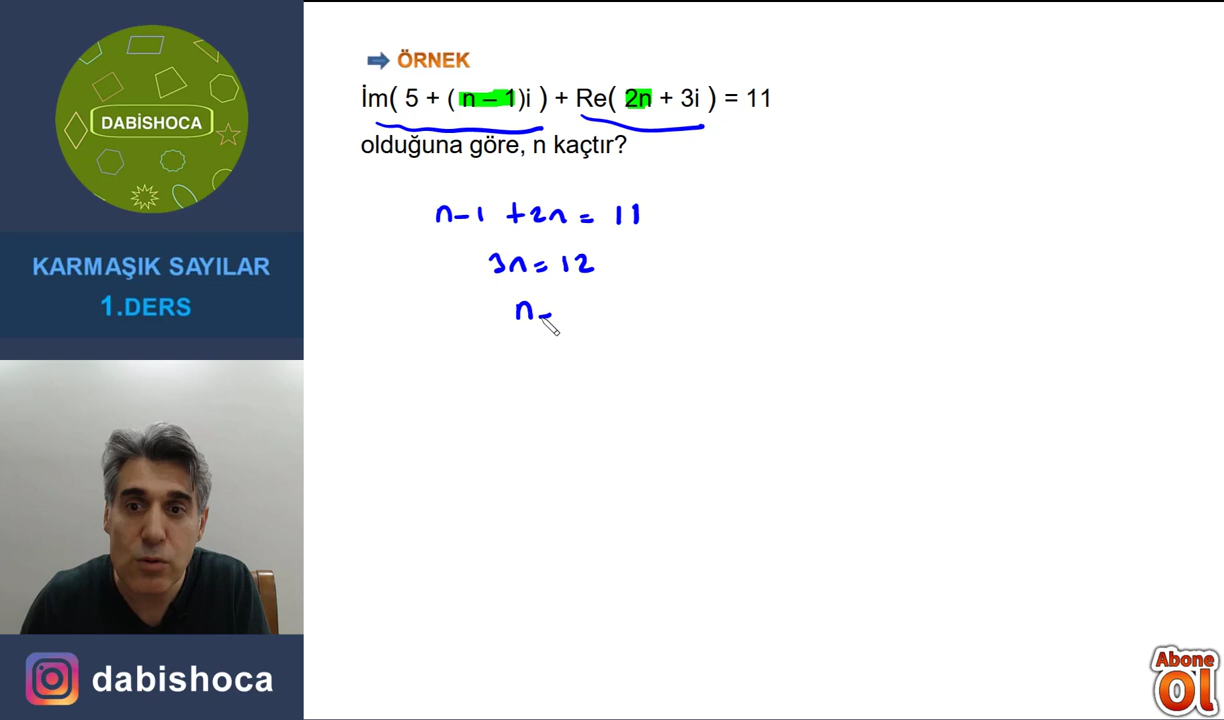 DABİSHOCA
KARMAŞIK SAYILAR
1.DERS
dabishoca
ÖRNEK
İm( 5 + ( n – 1)i ) + Re( 2n + 3i ) = 11
olduğuna göre, n kaçtır?
n-1 +2n = 11
3n = 12
n -
Abone
Ol